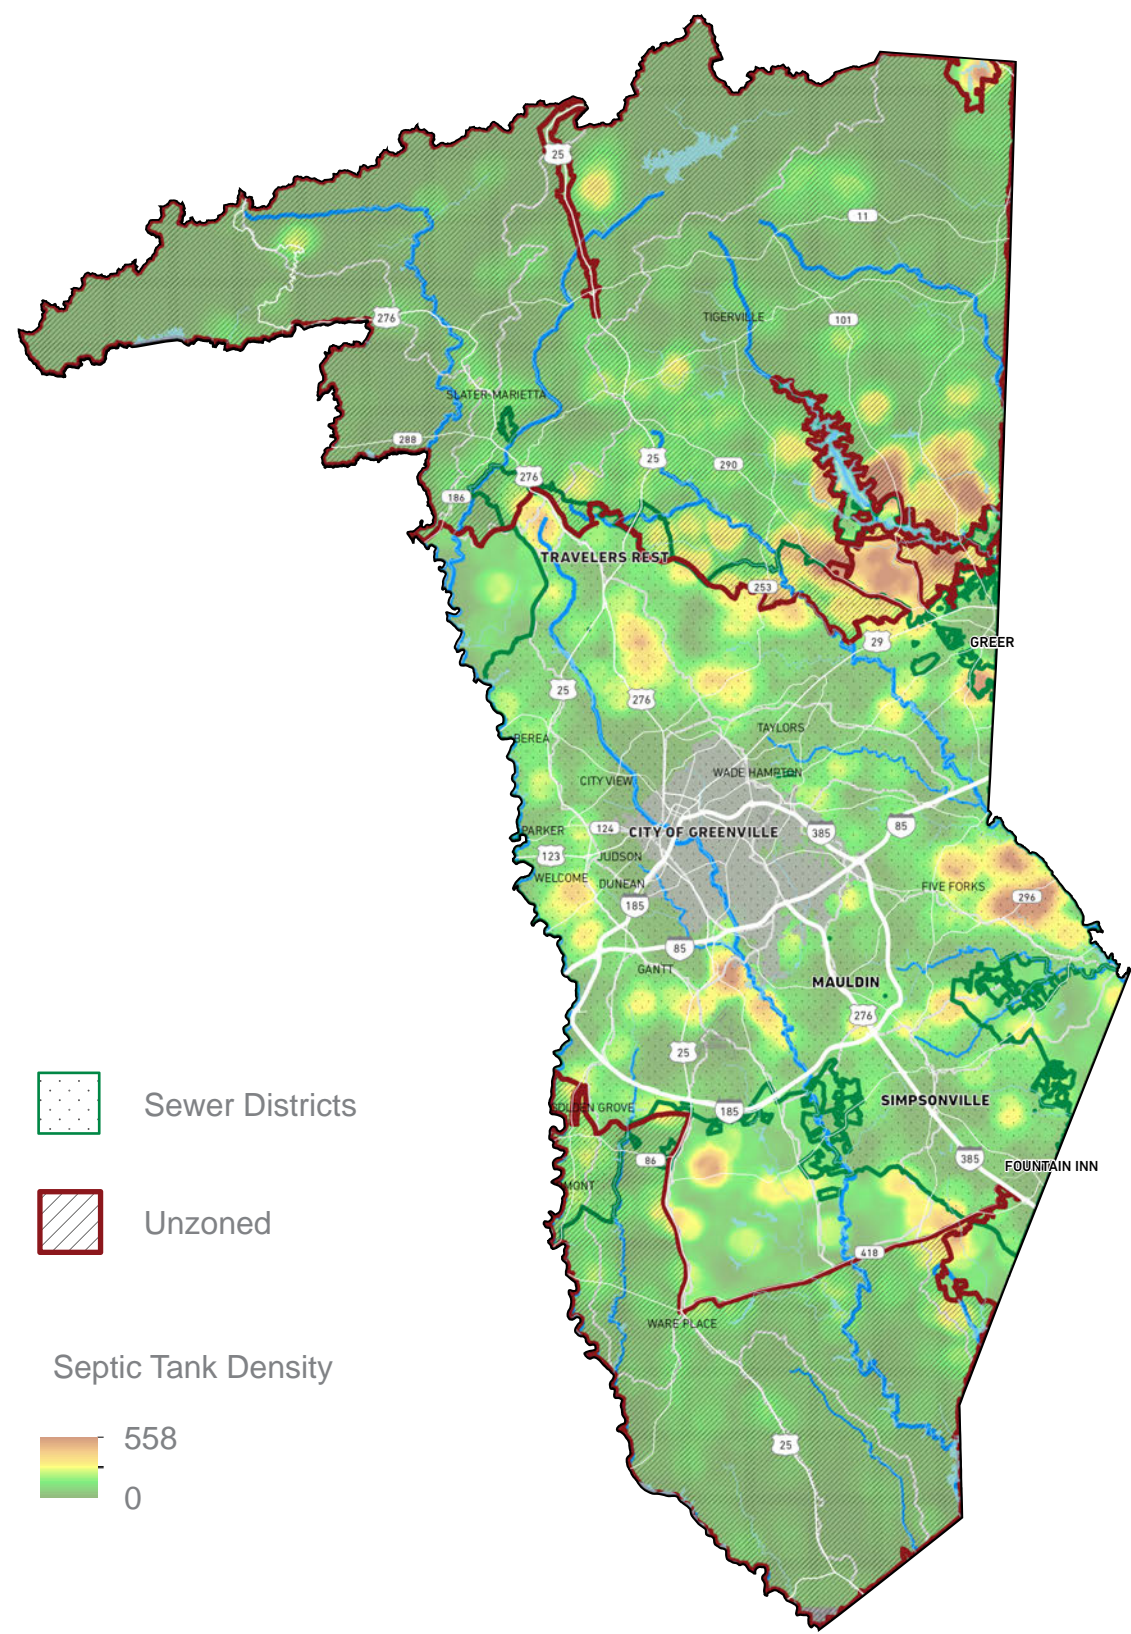 25
11
276
TIGERVILLE
101
SLATER-MARIETTA
288
25
290
276
186
TRAVELERS REST
253
29
GREER
25
276
TAYLORS
BEREA
WADE HAMPTON
CITY VIEW
PARKER
124
CITY OF GREENVILLE
385
85
123
JUDSON
WELCOME
DUNEAN
FIVE FORKS
296
185
85
GANTT
MAULDIN
276
25
Sewer Districts
GOLDEN GROVE
185
SIMPSONVILLE
86
385
FOUNTAIN INN
MONT
Unzoned
418
WARE PLACE
Septic Tank Density
558
0
25